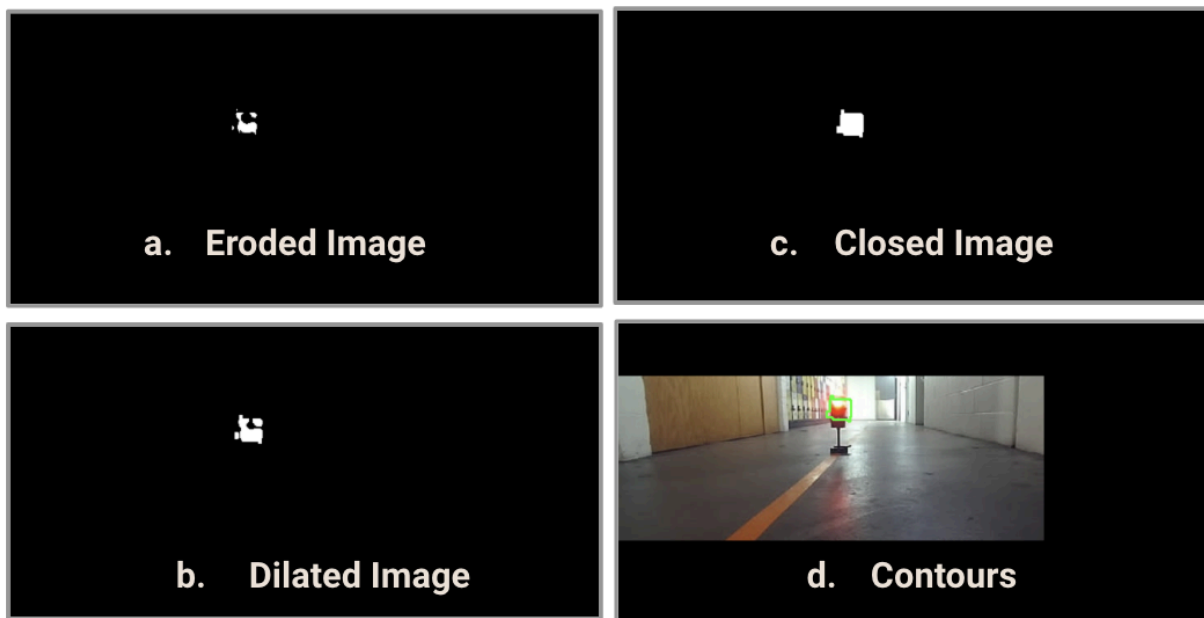 a. Eroded Image
c. Closed Image
b. Dilated Image
d. Contours